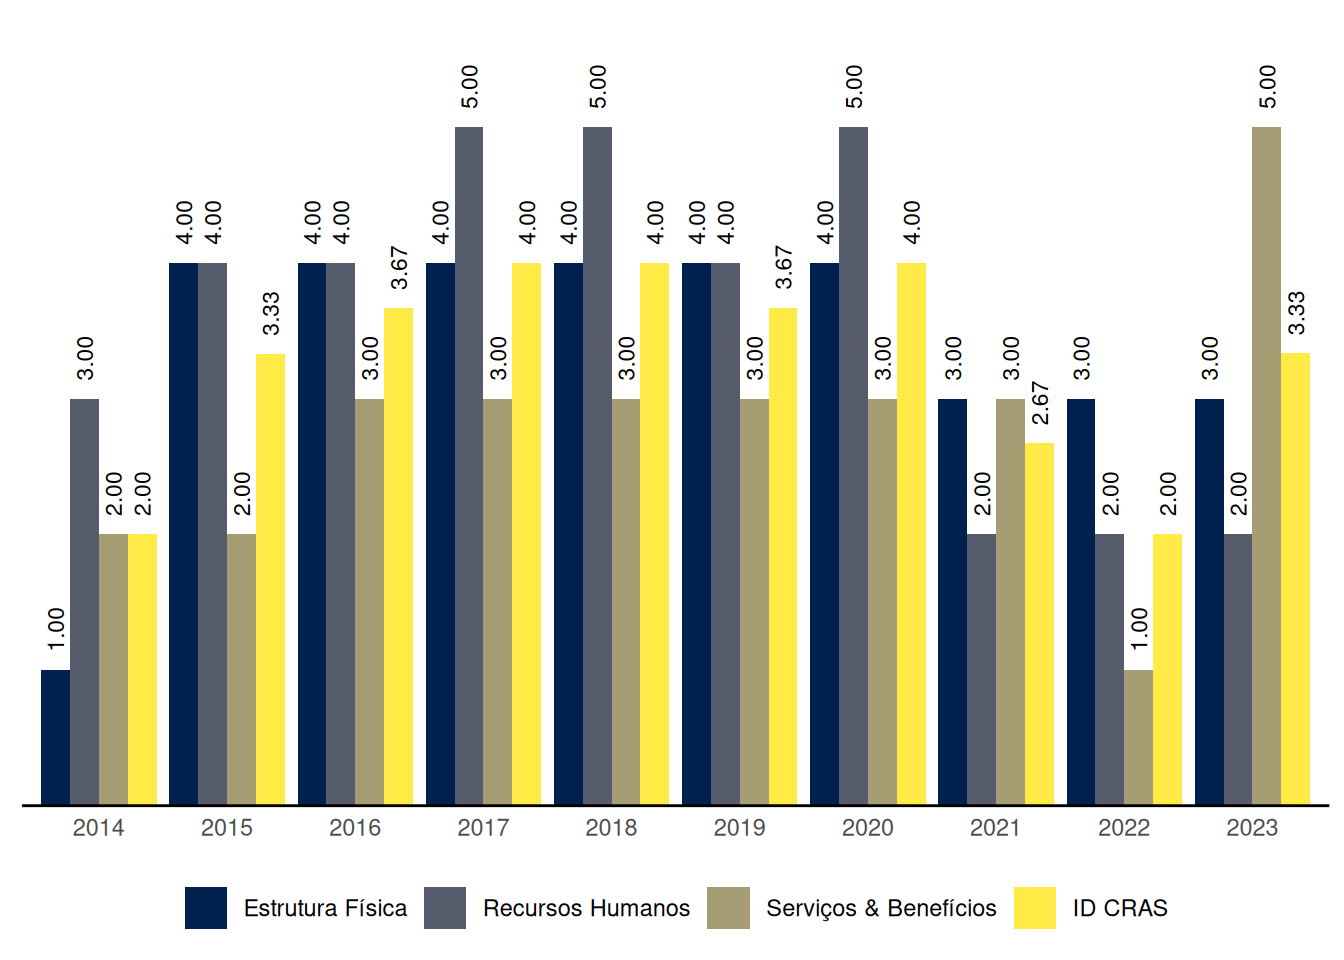 5.00 5.00 5.00 5.00
4.00 4.00 4.00 4.00 4.00 4.00 4.00 4.00 4.00 4.00 4.00 4.00
3.67 3.67
3.33 3.33
3.00 3.00 3.00 3.00 3.00 3.00 3.00 3.00 3.00 3.00
2.67
2.00 2.00 2.00 2.00 2.00 2.00 2.00
1.00 1.00
2014 2015 2016 2017 2018 2019 2020 2021 2022 2023
Estrutura Física Recursos Humanos Serviços & Benefícios ID CRAS